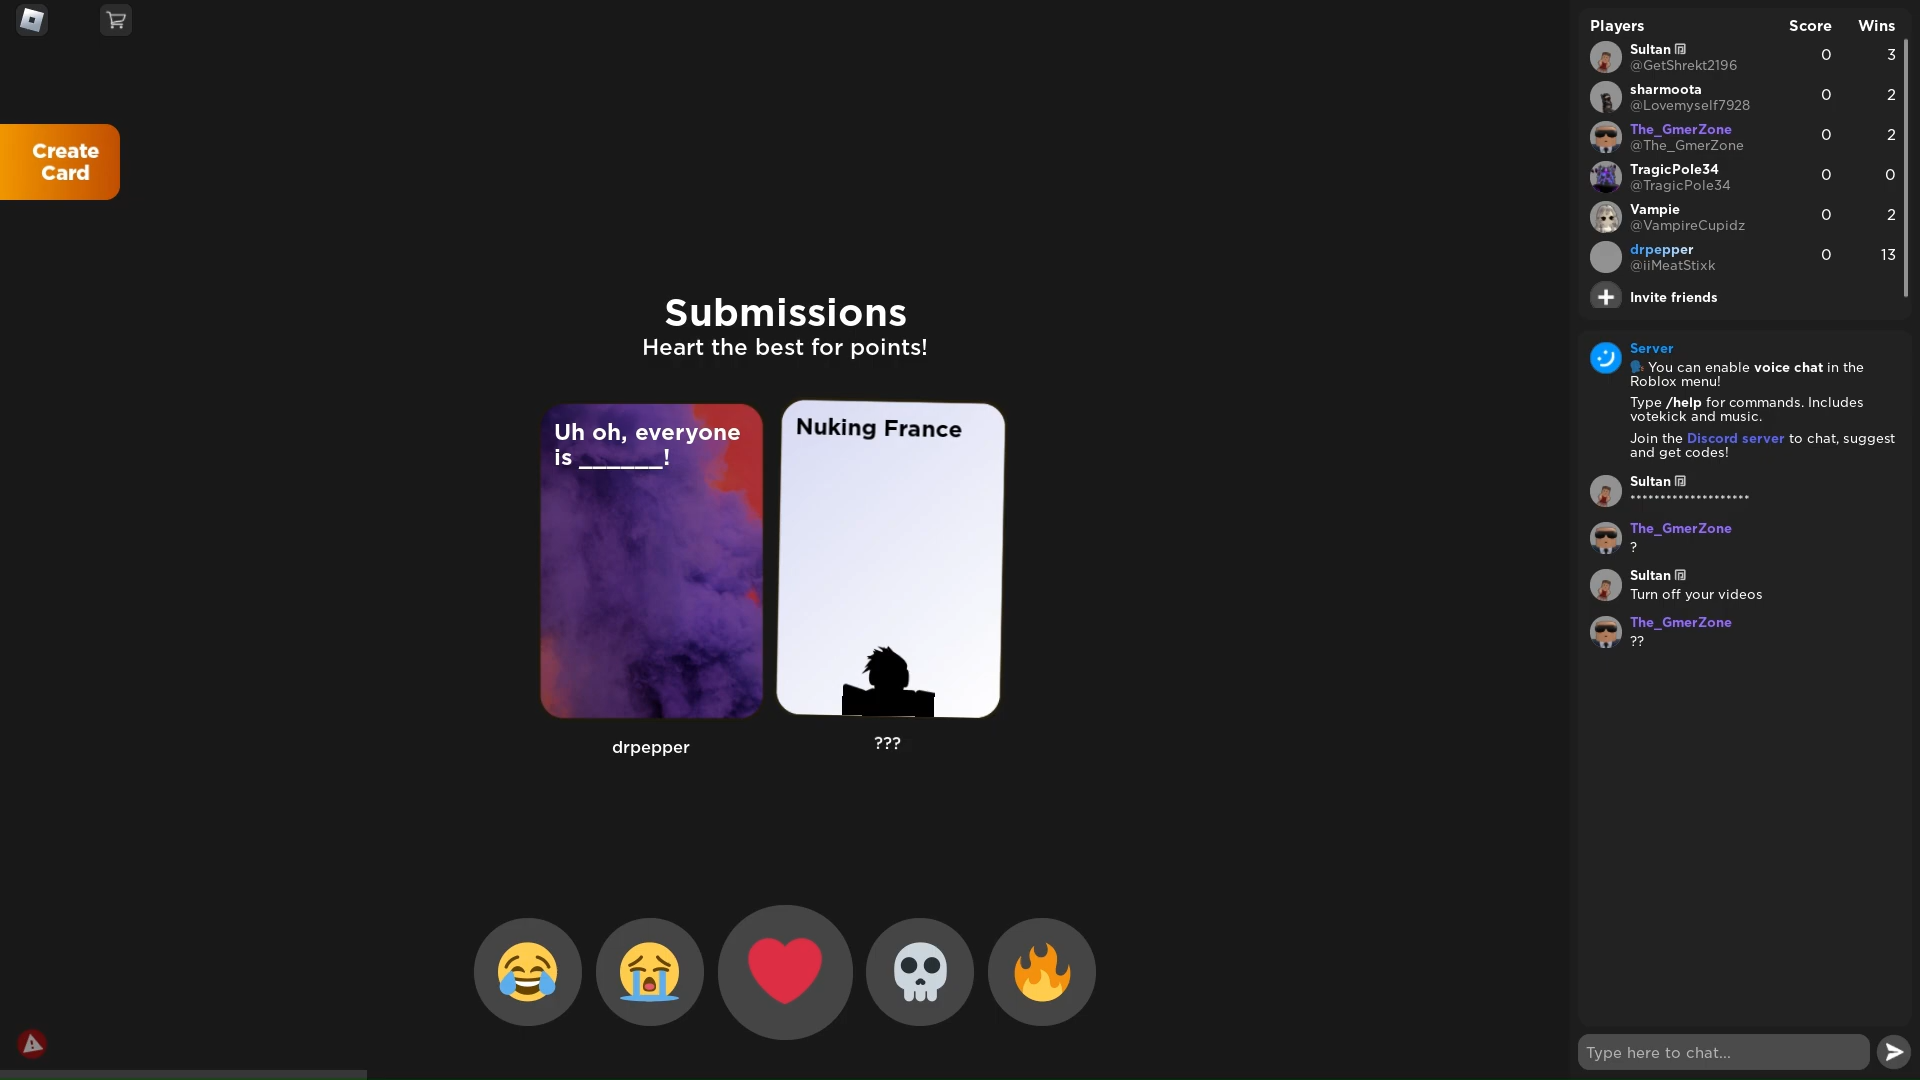 Create
Card
Submissions
Heart the best for points!
Uh oh, everyone
is ______!
drpepper
Nuking France
???
Players Score Wins
Sultan
@GetShrekt2196
0 3
sharmoota
@Lovemyself7928
0 2
The_GmerZone
@The_GmerZone
0 2
TragicPole34
@TragicPole34
0 0
Vampie
@VampireCupidz
0 2
drpepper
@iiMeatStixk
0 13
Invite friends
Server
You can enable voice chat in the
Roblox menu!
Type /help for commands. Includes
votekick and music.
Join the Discord server to chat, suggest
and get codes!
Sultan
********************
The_GmerZone
?
Sultan
Turn off your videos
The_GmerZone
??
Type here to chat...